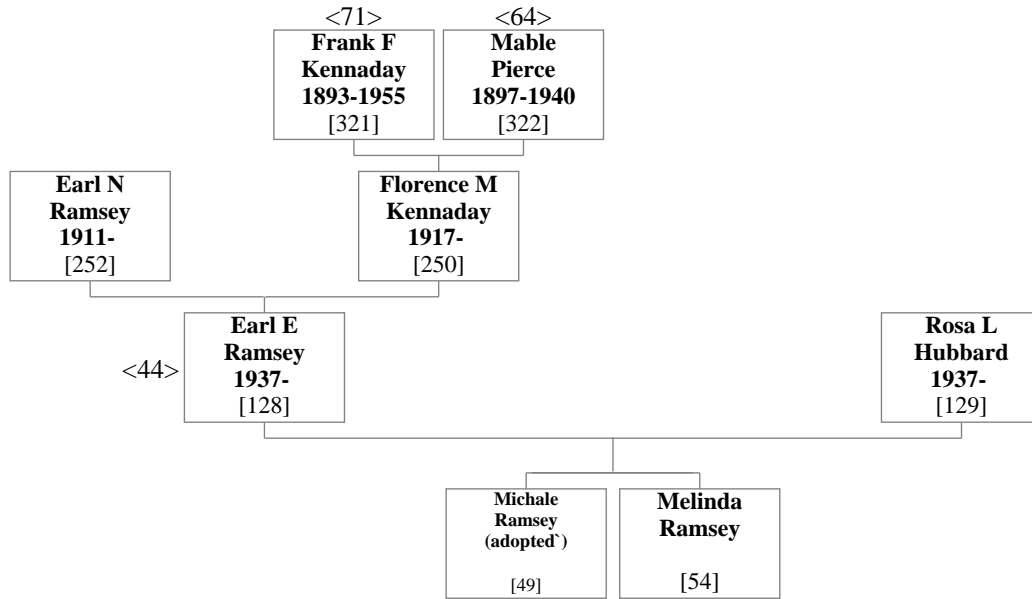 <71>
<64>
Frank F
Kennaday
1893-1955
[321]
Mable
Pierce
1897-1940
[322]
Earl N
Ramsey
1911-
[252]
Florence M
Kennaday
1917-
[250]
<44>
Earl E
Ramsey
1937-
[128]
Rosa L
Hubbard
1937-
[129]
Michale
Ramsey
(adopted`)
[49]
Melinda
Ramsey
[54]